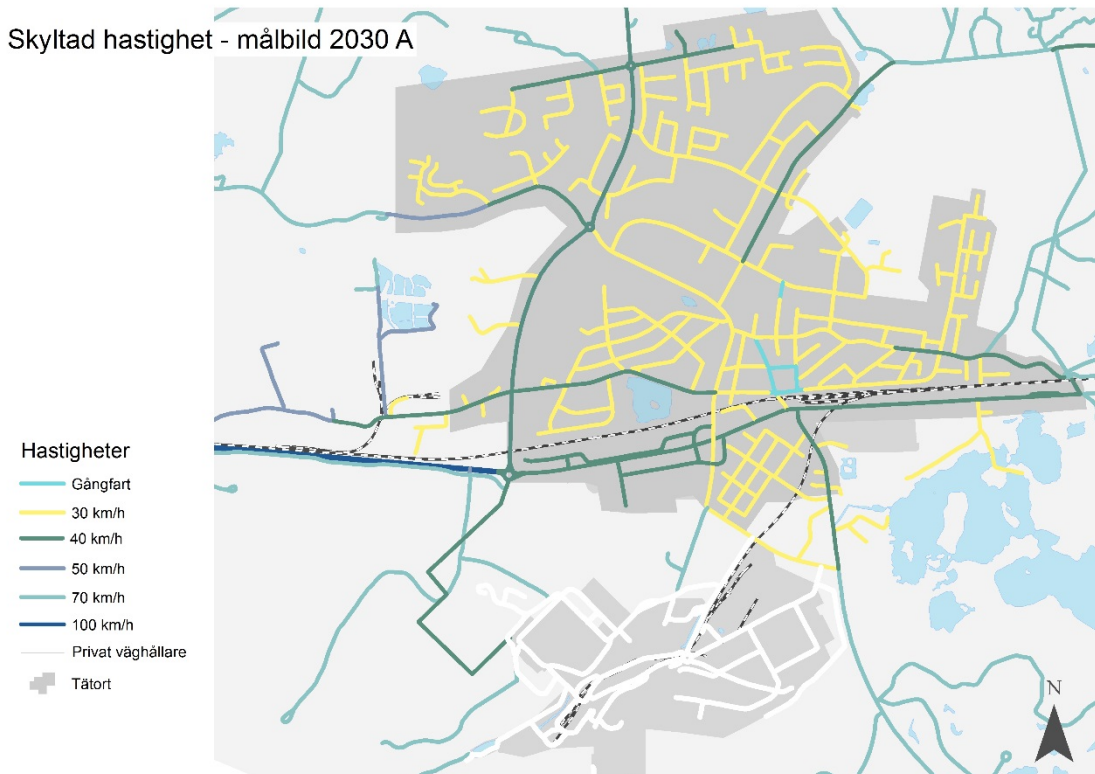 Skyltad hastighet - målbild 2030 A
Hastigheter
Gångfart
30 km/h
40 km/h
50 km/h
70 km/h
100 km/h
Privat väghållare
Tätort
N